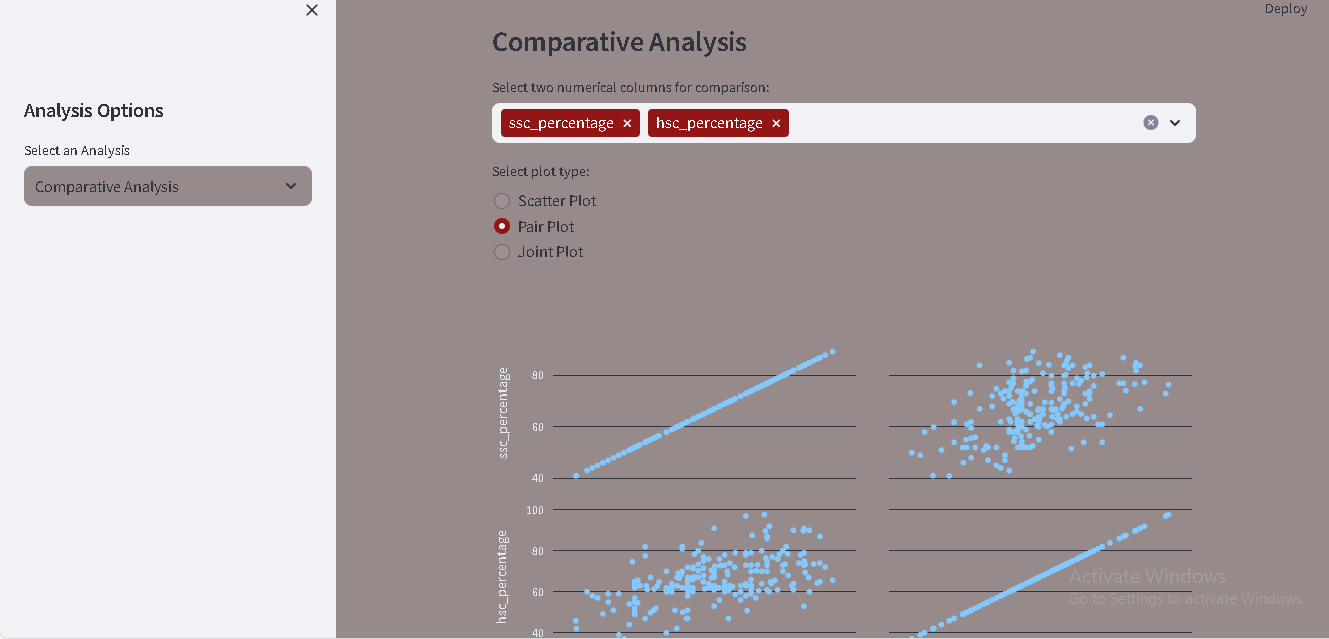 Deploy
Comparative Analysis
Select two numerical columns for comparison:
ssc_percentage × hsc_percentage ×
Analysis Options
Select an Analysis
Comparative Analysis
Select plot type:
Scatter Plot
Pair Plot
Joint Plot
ssc_percentage
80
60
40
hsc_percentage
100
80
60
40
Activate Windows
Go to Settings to activate Windows.